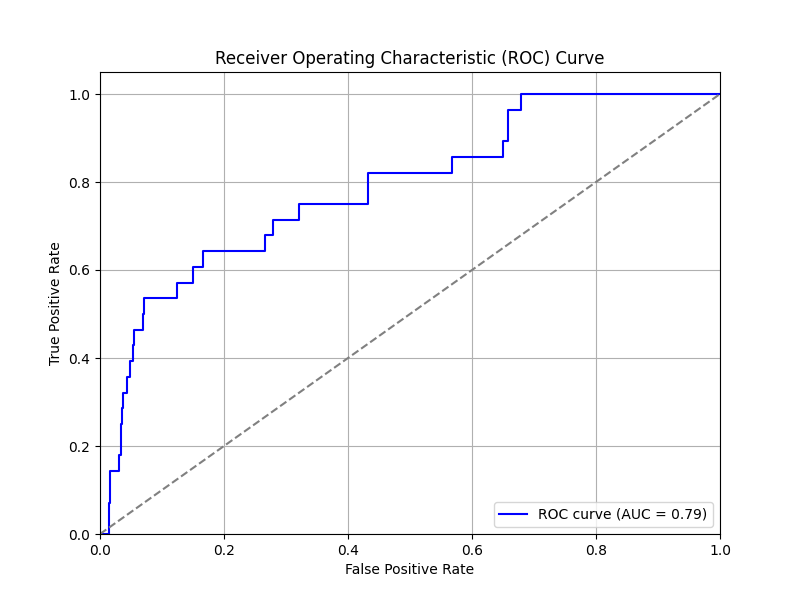 Receiver Operating Characteristic (ROC) Curve
True Positive Rate
1.0
0.8
0.6
0.4
0.2
0.0
ROC curve (AUC = 0.79)
0.0 0.2 0.4 0.6 0.8 1.0
False Positive Rate